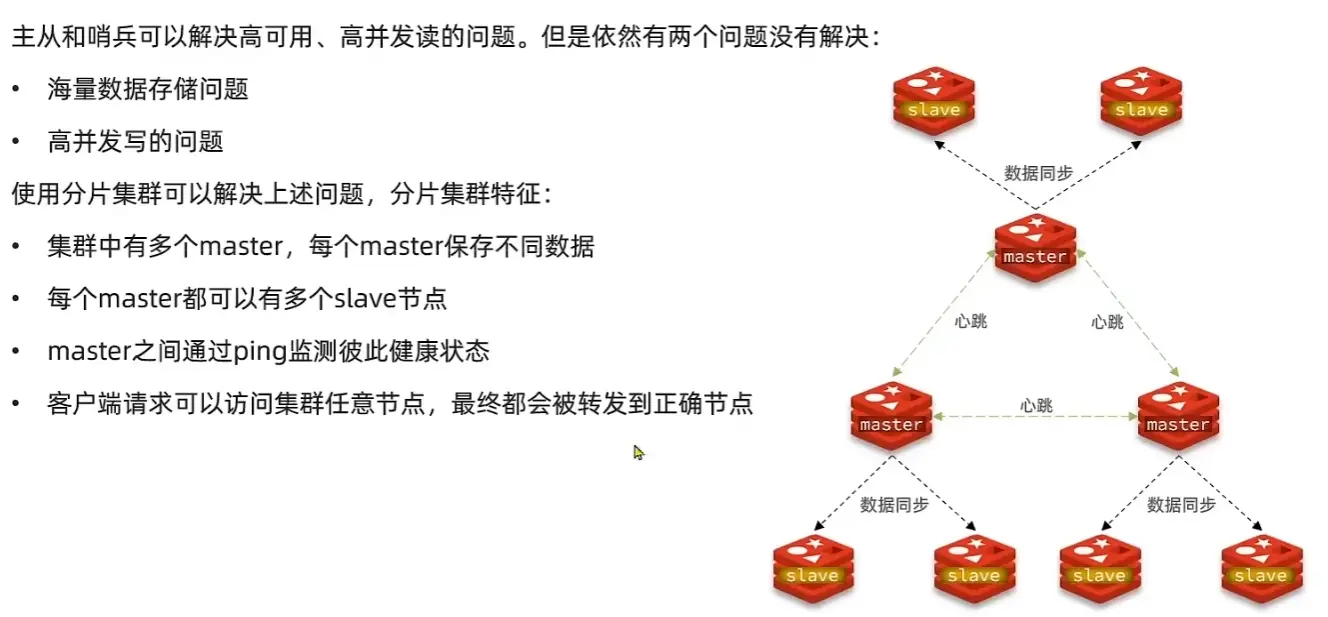 主从和哨兵可以解决高可用、高并发读的问题。但是依然有两个问题没有解决：
• 海量数据存储问题
• 高并发写的问题
使用分片集群可以解决上述问题，分片集群特征：
• 集群中有多个master，每个master保存不同数据
• 每个master都可以有多个slave节点
• master之间通过ping监测彼此健康状态
• 客户端请求可以访问集群任意节点，最终都会被转发到正确节点
slave
slave
数据同步
master
心跳
心跳
master
心跳
master
数据同步
数据同步
slave
slave
slave
slave